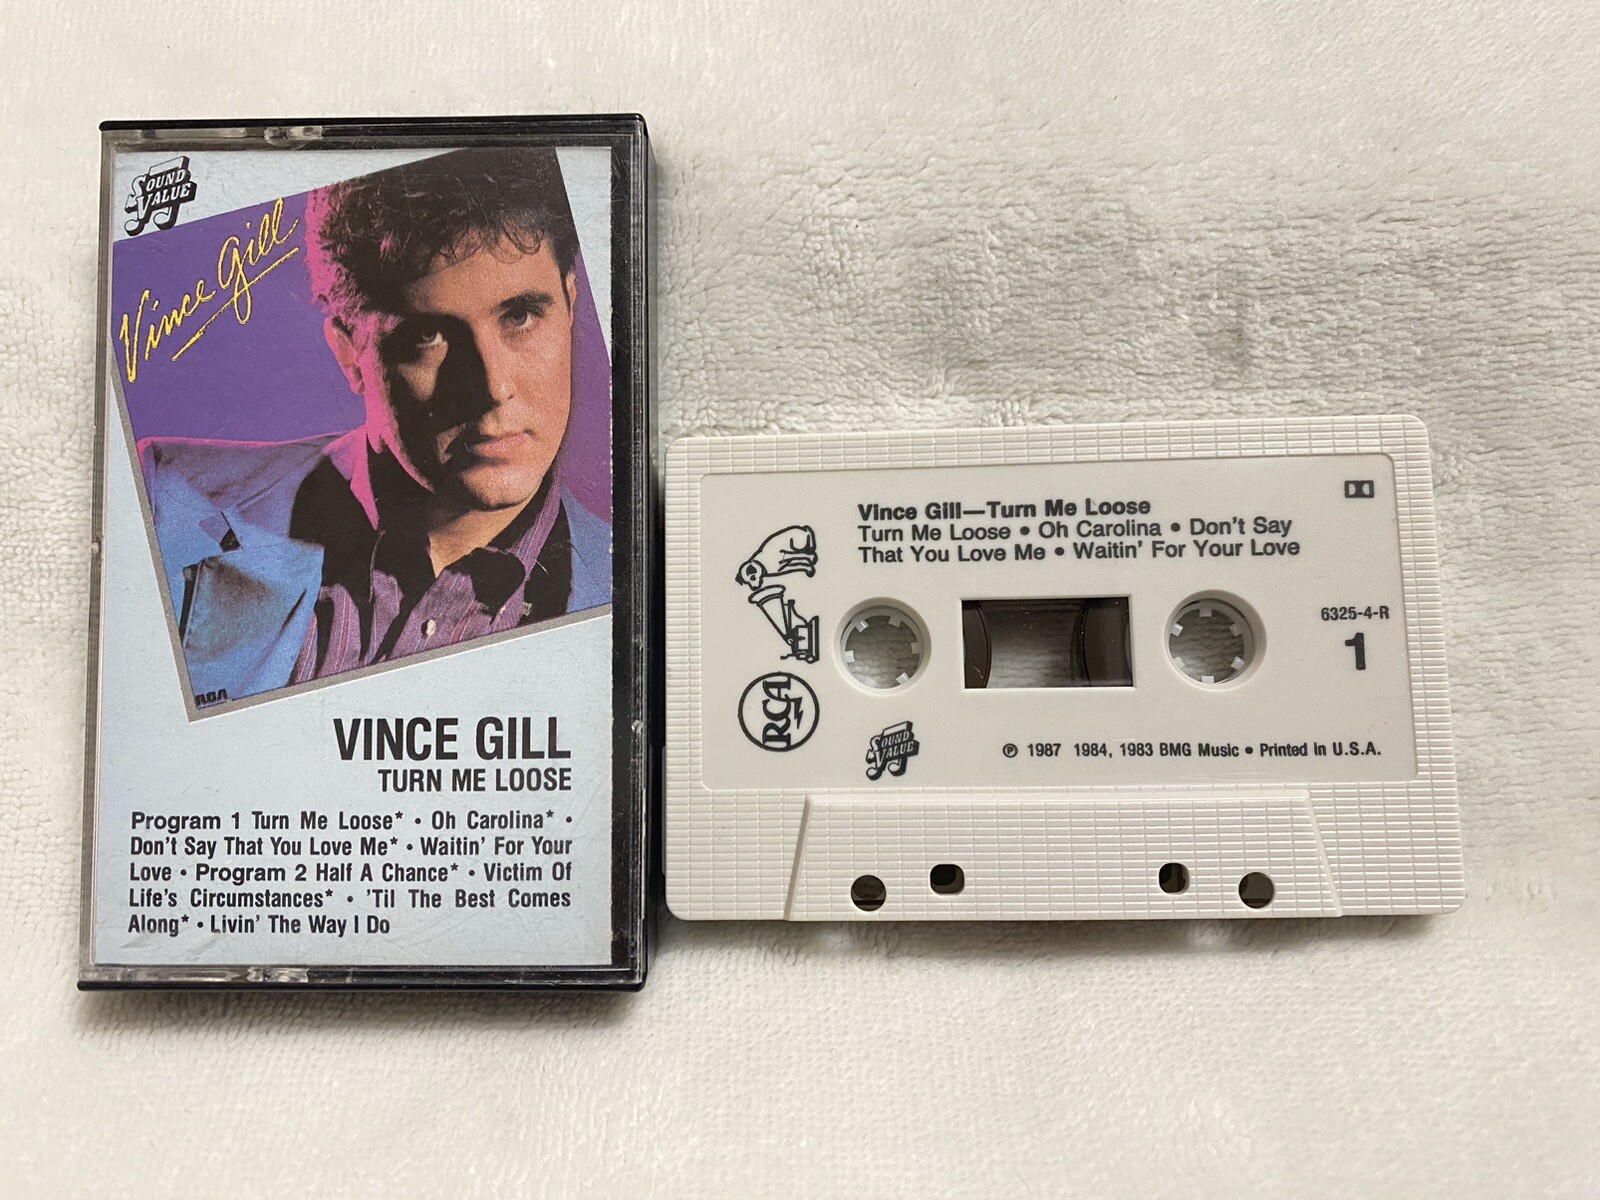 SOUND
VALUE
Vince Gill
RCA
VINCE GILL
TURN ME LOOSE
Program 1 Turn Me Loose* • Oh Carolina* •
Don't Say That You Love Me* • Waitin' For Your
Love • Program 2 Half A Chance* • Victim Of
Life's Circumstances* • 'Til The Best Comes
Along* • Livin' The Way I Do
Vince Gill—Turn Me Loose
Turn Me Loose • Oh Carolina • Don't Say
That You Love Me • Waitin' For Your Love
6325-4-R
1
RCA
SOUND
VALUE
℗ 1987 1984, 1983 BMG Music • Printed In U.S.A.